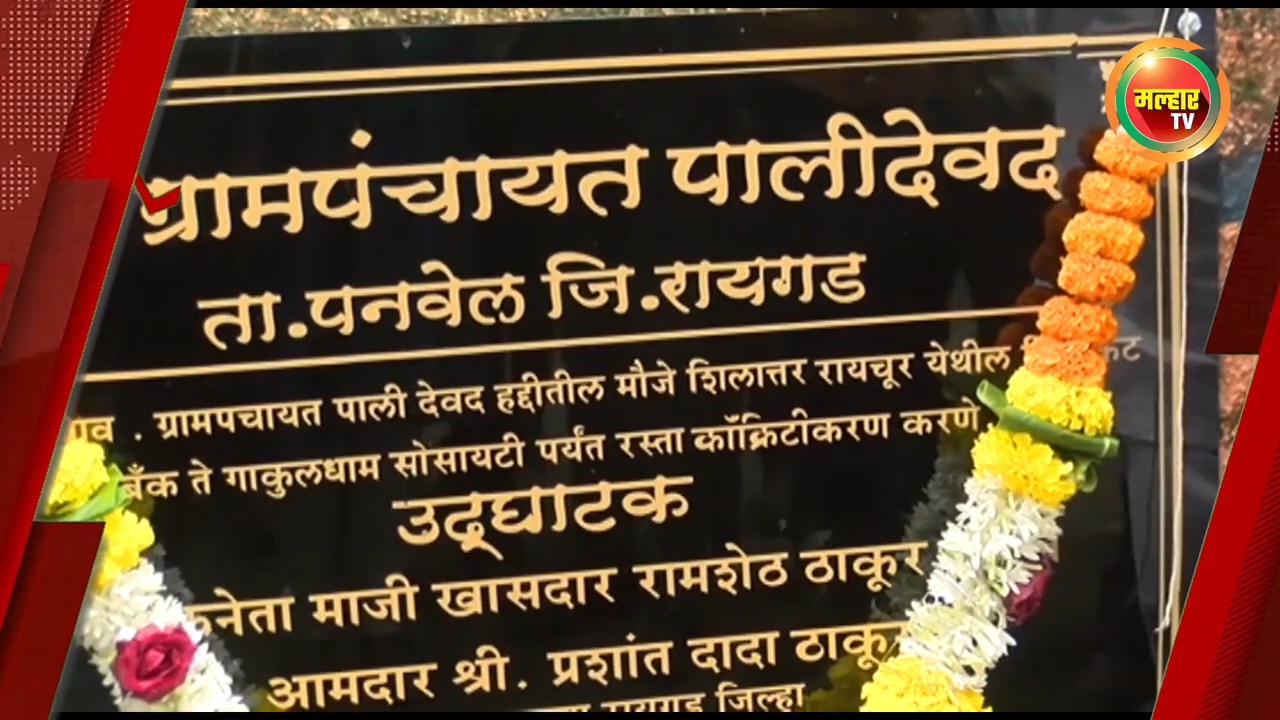 मल्हार
TV
ग्रामपंचायत पालीदेवद
ता.पनवेल जि.रायगड
ग्रामपचायत पाली देवद हद्दीतील मौजे शिलात्तर रायचूर येथील
बँक ते गाकुलधाम सोसायटी पर्यंत रस्ता काँक्रिटीकरण करणे
उद्घाटक
माजी खासदार रामशेठ ठाकूर
आमदार श्री. प्रशांत दादा ठाकूर
रायगड जिल्हा